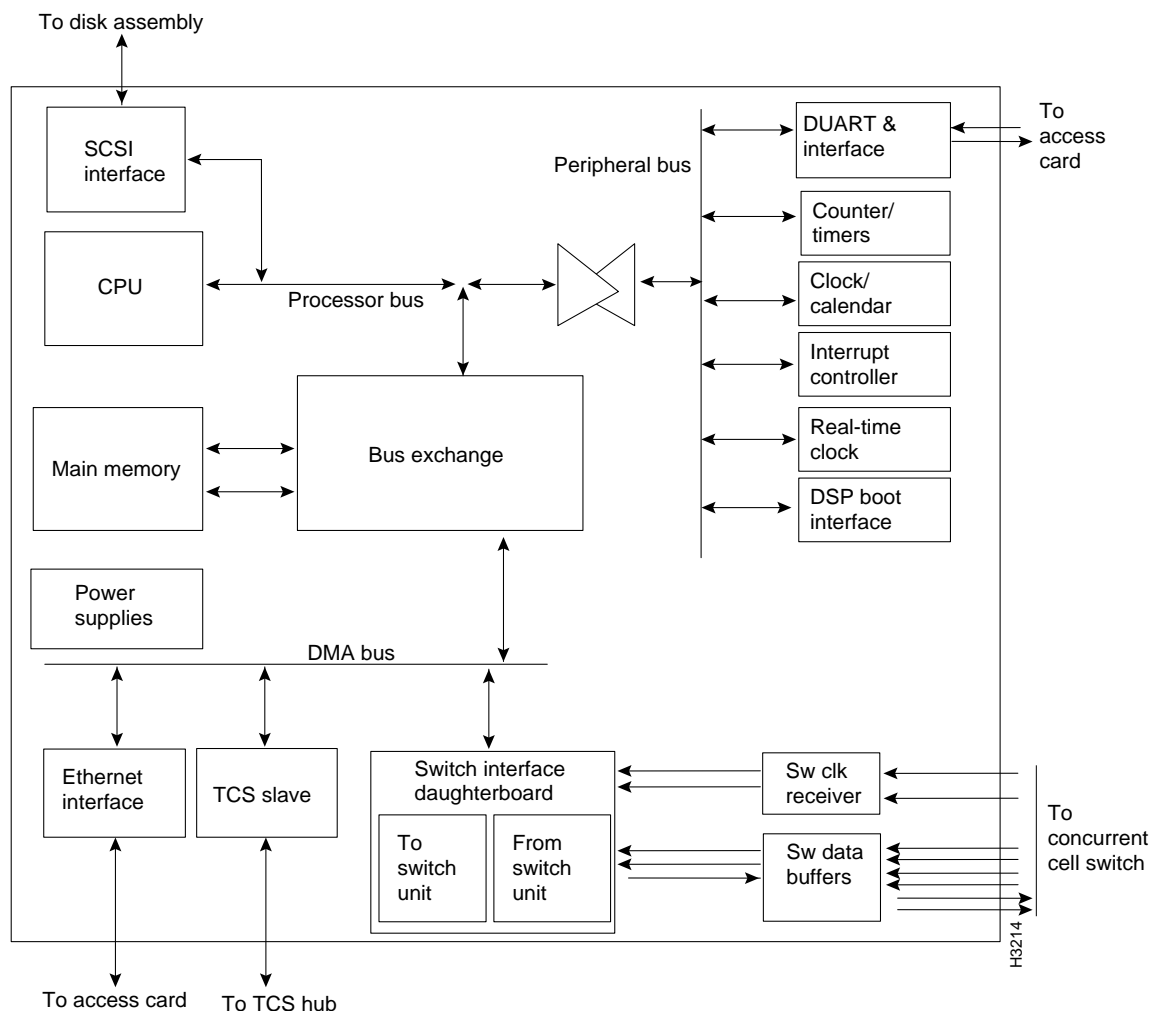 To disk assembly
SCSI
interface
DUART &
interface
To
access
card
Peripheral bus
Counter/
timers
CPU
Processor bus
Clock/
calendar
Interrupt
controller
Main memory
Bus exchange
Real-time
clock
DSP boot
interface
Power
supplies
DMA bus
Ethernet
interface
TCS slave
Switch interface
daughterboard
To
switch
unit
From
switch
unit
Sw clk
receiver
Sw data
buffers
To
concurrent
cell switch
H3214
To access card
To TCS hub